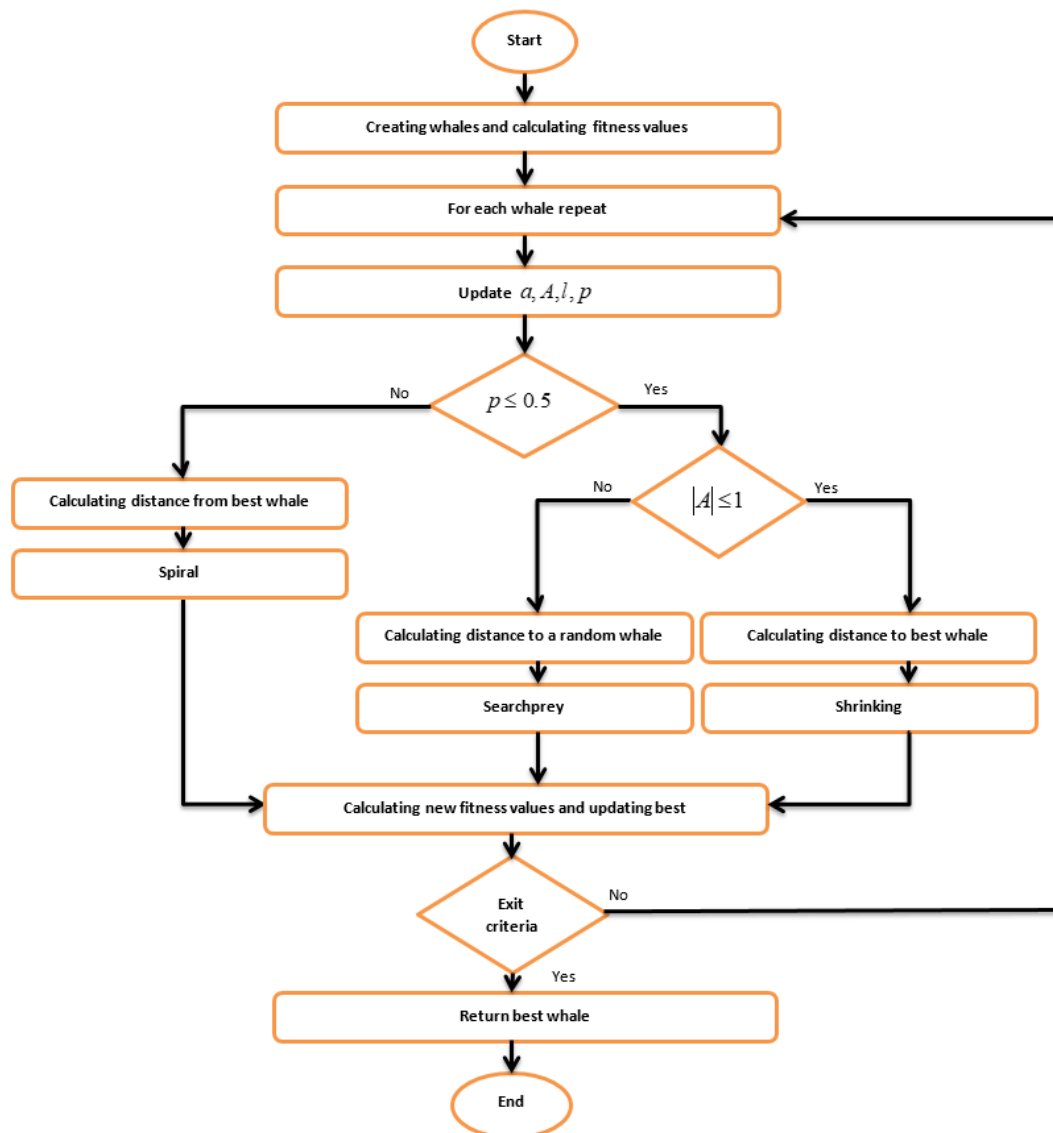 Start
Creating whales and calculating fitness values
For each whale repeat
Update a, A,l, p
No
p ≤ 0.5
Yes
Calculating distance from best whale
Spiral
No
|A| ≤1
Yes
Calculating distance to a random whale
Calculating distance to best whale
Searchprey
Shrinking
Calculating new fitness values and updating best
Exit
criteria
No
Yes
Return best whale
End